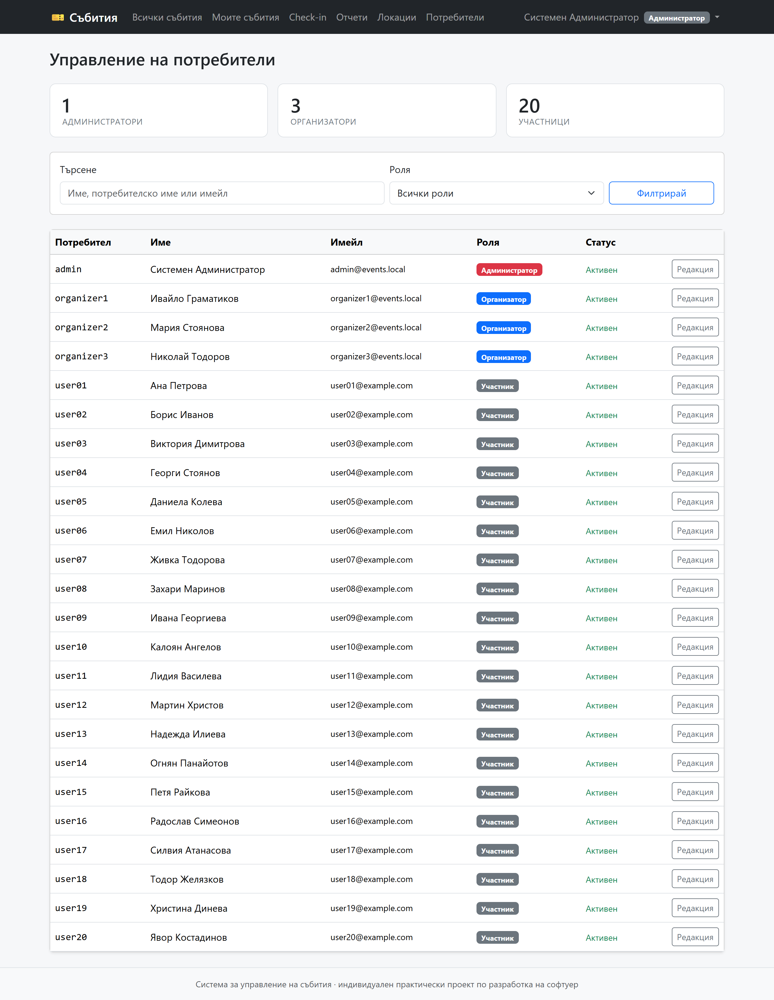 Събития Всички събития Моите събития Check-in Отчети Локации Потребители Системен Администратор Администратор
Управление на потребители
1 3 20
АДМИНИСТРАТОРИ ОРГАНИЗАТОРИ УЧАСТНИЦИ
Търсене Роля
Име, потребителско име или имейл Всички роли Филтрирай
Потребител Име Имейл Роля Статус
admin Системен Администратор admin@events.local Администратор Активен Редакция
organizer1 Ивайло Граматиков organizer1@events.local Организатор Активен Редакция
organizer2 Мария Стоянова organizer2@events.local Организатор Активен Редакция
organizer3 Николай Тодоров organizer3@events.local Организатор Активен Редакция
user01 Ана Петрова user01@example.com Участник Активен Редакция
user02 Борис Иванов user02@example.com Участник Активен Редакция
user03 Виктория Димитрова user03@example.com Участник Активен Редакция
user04 Георги Стоянов user04@example.com Участник Активен Редакция
user05 Даниела Колева user05@example.com Участник Активен Редакция
user06 Емил Николов user06@example.com Участник Активен Редакция
user07 Живка Тодорова user07@example.com Участник Активен Редакция
user08 Захари Маринов user08@example.com Участник Активен Редакция
user09 Ивана Георгиева user09@example.com Участник Активен Редакция
user10 Калоян Ангелов user10@example.com Участник Активен Редакция
user11 Лидия Василева user11@example.com Участник Активен Редакция
user12 Мартин Христов user12@example.com Участник Активен Редакция
user13 Надежда Илиева user13@example.com Участник Активен Редакция
user14 Огнян Панайотов user14@example.com Участник Активен Редакция
user15 Петя Райкова user15@example.com Участник Активен Редакция
user16 Радослав Симеонов user16@example.com Участник Активен Редакция
user17 Силвия Атанасова user17@example.com Участник Активен Редакция
user18 Тодор Желязков user18@example.com Участник Активен Редакция
user19 Христина Динева user19@example.com Участник Активен Редакция
user20 Явор Костадинов user20@example.com Участник Активен Редакция
Система за управление на събития · индивидуален практически проект по разработка на софтуер